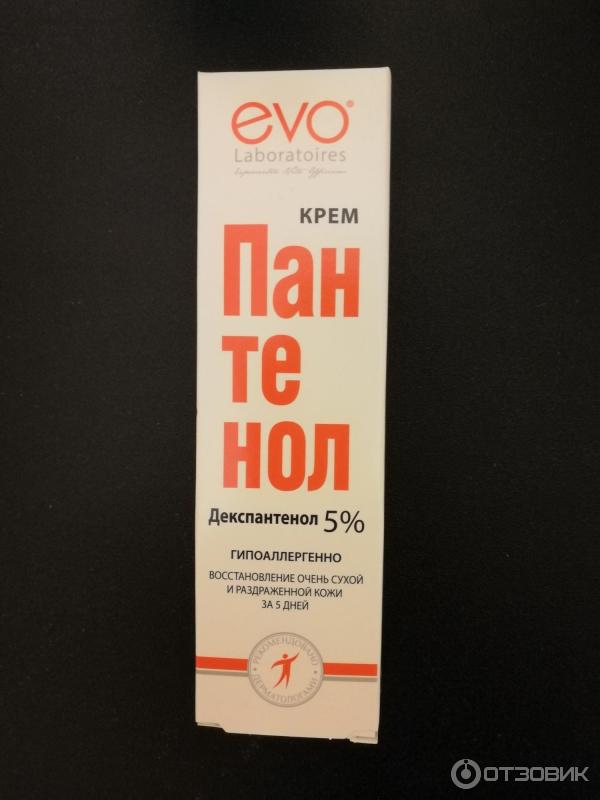 evo®
Laboratoires
КРЕМ
Пан
те
нол
Декспантенол 5%
ГИПОАЛЛЕРГЕННО
ВОССТАНОВЛЕНИЕ ОЧЕНЬ СУХОЙ
И РАЗДРАЖЕННОЙ КОЖИ
ЗА 5 ДНЕЙ
РЕКОМЕНДОВАНО
ДЕРМАТОЛОГАМИ
ОТЗОВИК